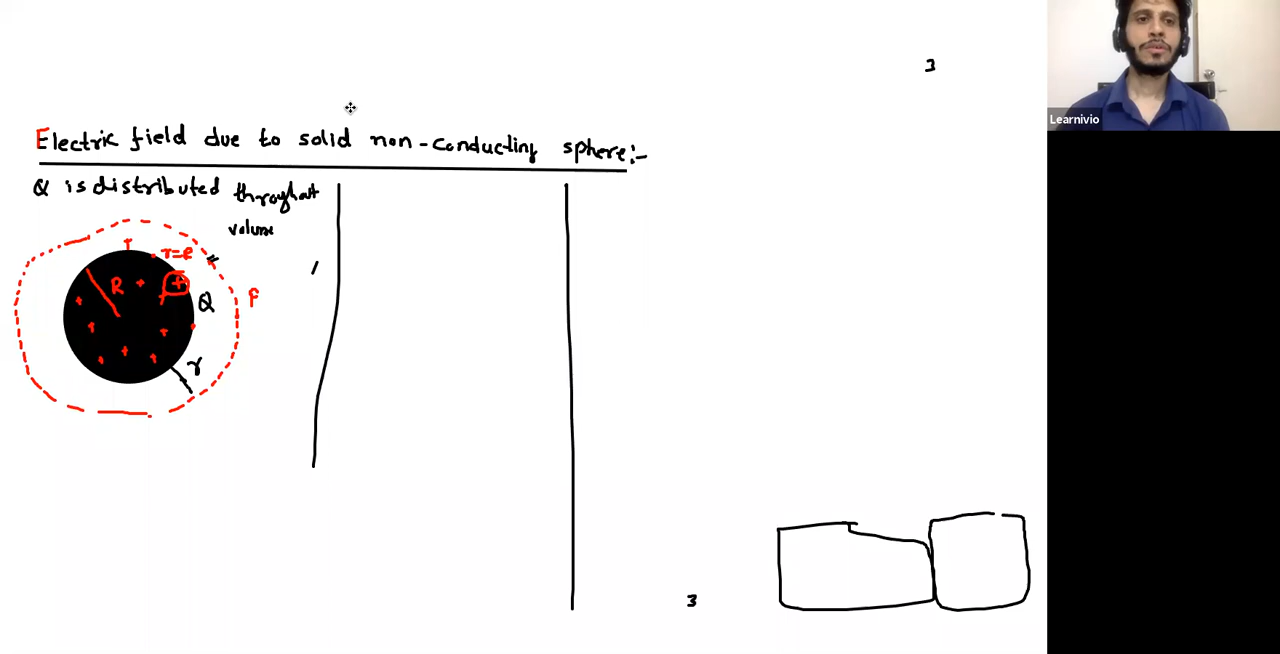 3
Learnivio
Electric field due to solid non-conducting sphere:-
Q is distributed throughout
volume
r=R
R
Q
P
r
3